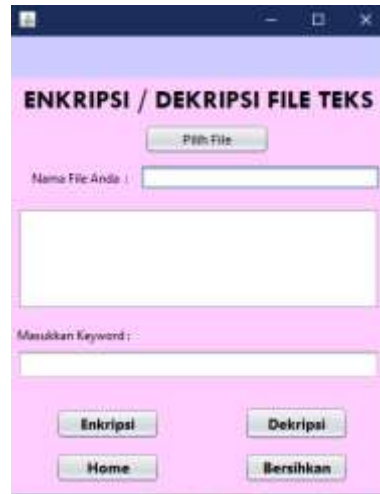 ENKRIPSI / DEKRIPSI FILE TEKS
Pilih File
Nama File Anda :
Masukkan Keyword :
Enkripsi Dekripsi
Home Bersihkan